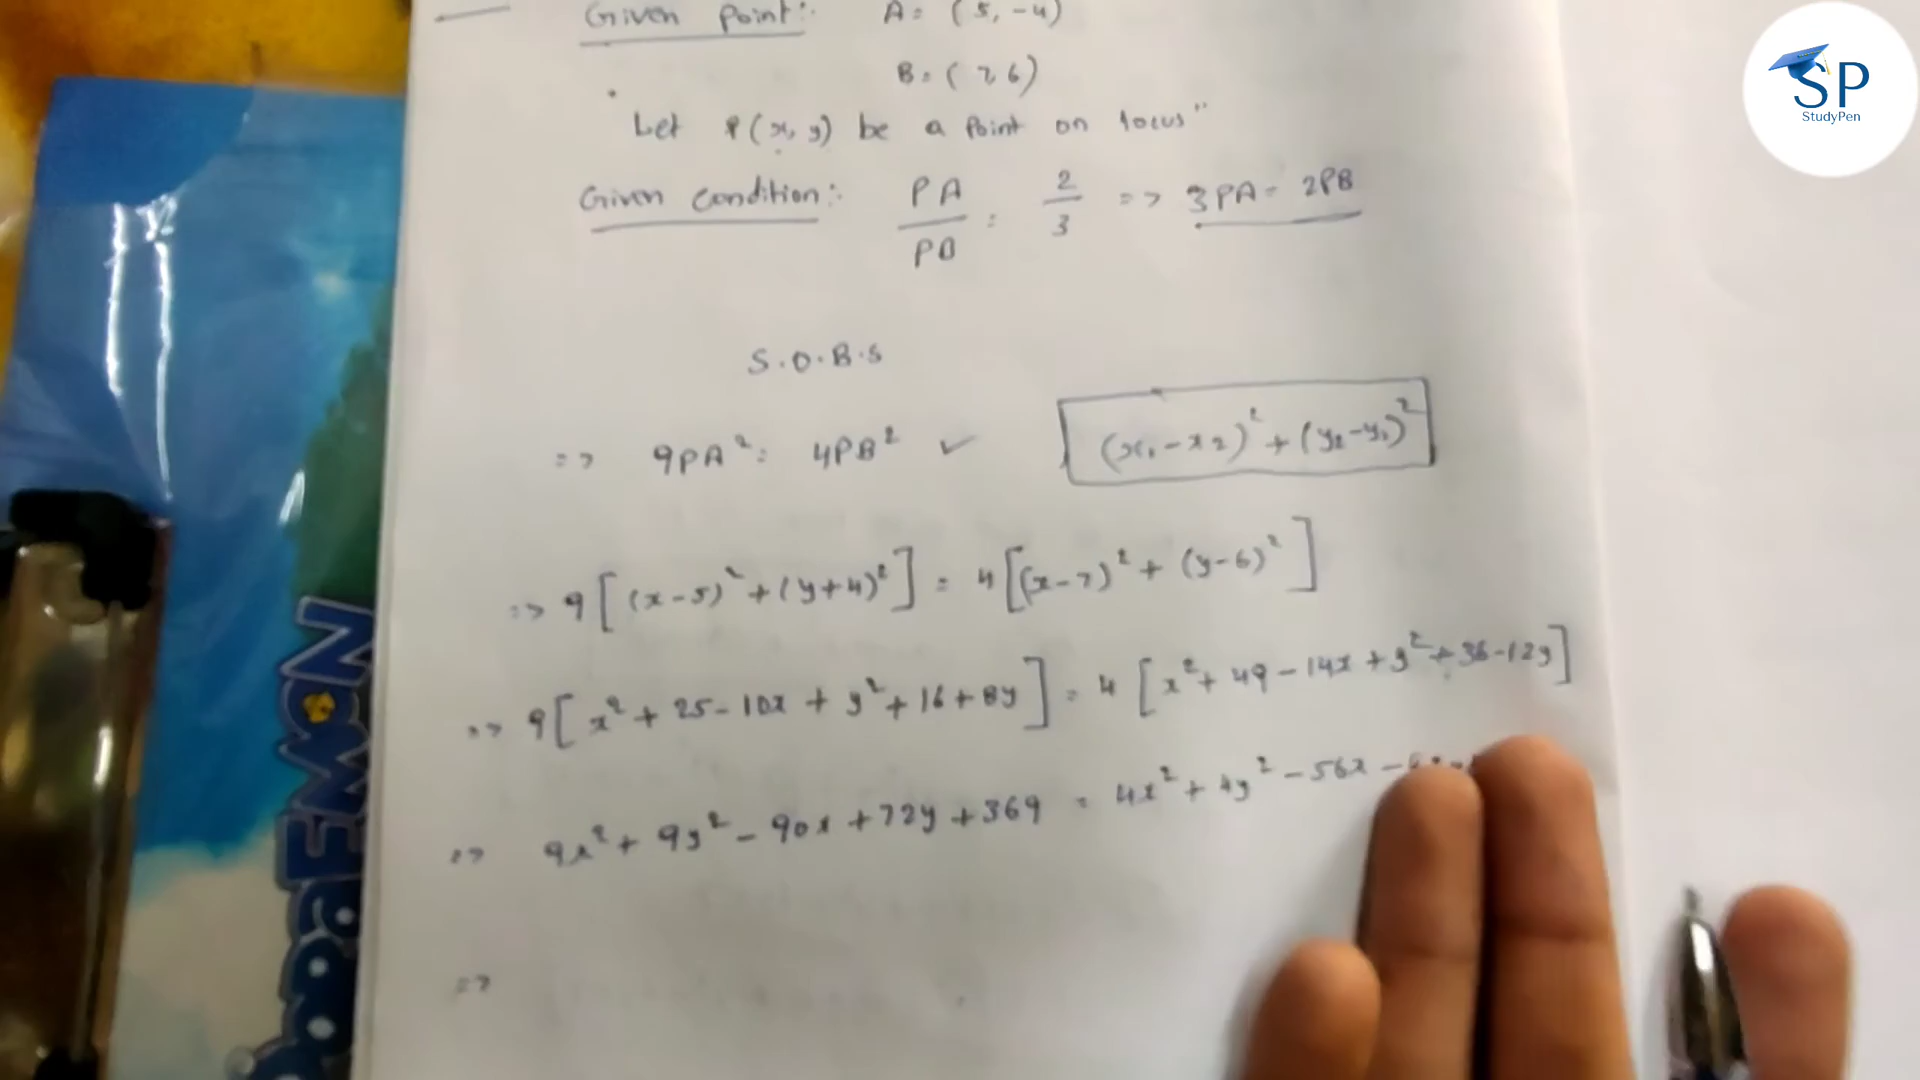 Given Point:- A = (5, -4)
B = (7 6)
Let P(x, y) be a Point on locus"
Given Condition:- PA/PB = 2/3 => 3PA = 2PB
S.O.B.S
=> 9PA² = 4PB² ✓ (x₁-x₂)²+(y₂-y₁)²
=> 9[(x-5)²+(y+4)²] = 4[(x-7)²+(y-6)²]
=> 9[x²+25-10x+y²+16+8y] = 4[x²+49-14x+y²+36-12y]
=> 9x²+9y²-90x+72y+369 = 4x²+4y²-56x-
=>
SP
StudyPen
DORAEMON